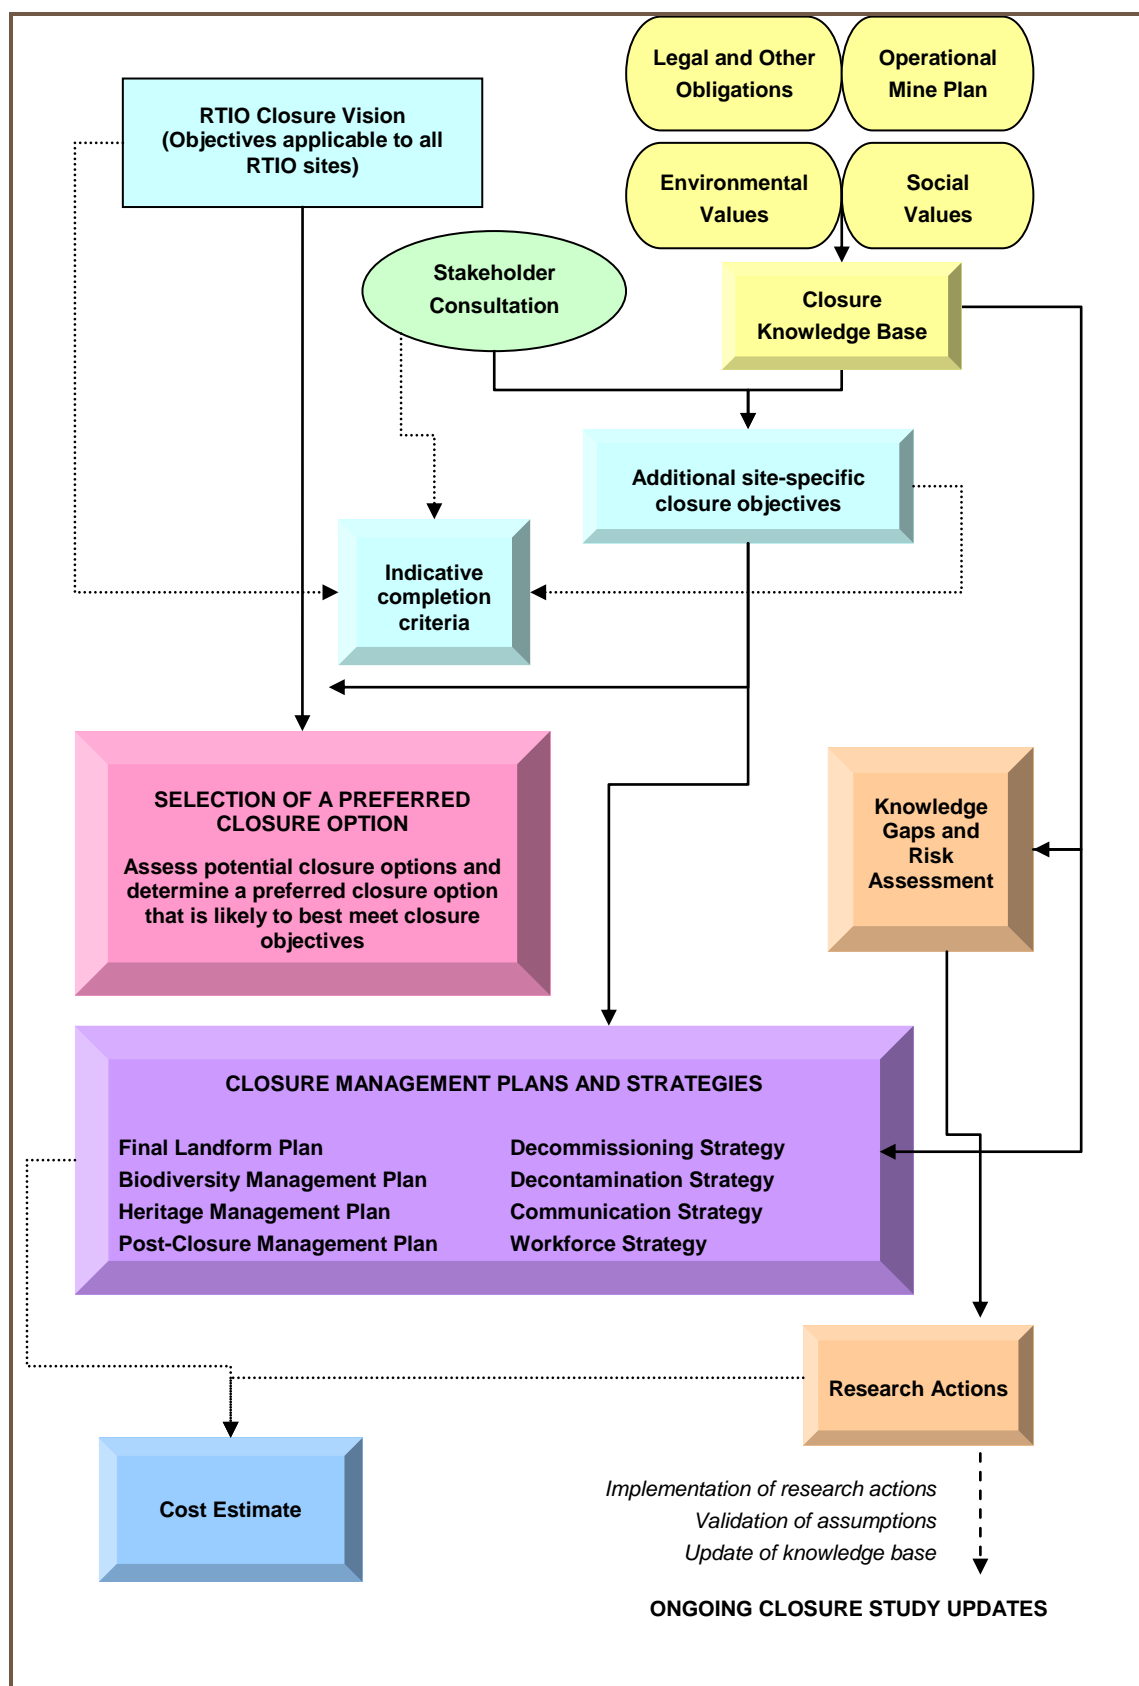 Legal and Other
Obligations
Operational
Mine Plan
RTIO Closure Vision
(Objectives applicable to all
RTIO sites)
Environmental
Values
Social
Values
Stakeholder
Consultation
Closure
Knowledge Base
Additional site-specific
closure objectives
Indicative
completion
criteria
SELECTION OF A PREFERRED
CLOSURE OPTION
Assess potential closure options and
determine a preferred closure option
that is likely to best meet closure
objectives
Knowledge
Gaps and
Risk
Assessment
CLOSURE MANAGEMENT PLANS AND STRATEGIES
Final Landform Plan
Biodiversity Management Plan
Heritage Management Plan
Post-Closure Management Plan
Decommissioning Strategy
Decontamination Strategy
Communication Strategy
Workforce Strategy
Research Actions
Cost Estimate
Implementation of research actions
Validation of assumptions
Update of knowledge base
ONGOING CLOSURE STUDY UPDATES